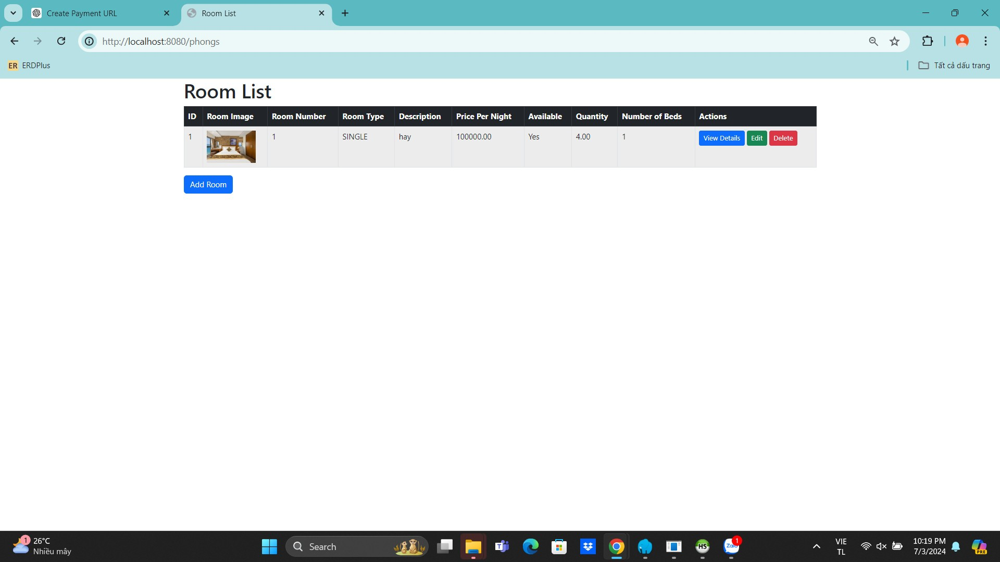 Create Payment URL
Room List
http://localhost:8080/phongs
ER ERDPlus
Tất cả dấu trang
Room List
ID Room Image Room Number Room Type Description Price Per Night Available Quantity Number of Beds Actions
1 1 SINGLE hay 100000.00 Yes 4.00 1 View Details Edit Delete
Add Room
1
26°C
Nhiều mây
Search
T
HS
Zalo
1
VIE
TL
10:19 PM
7/3/2024
PRE